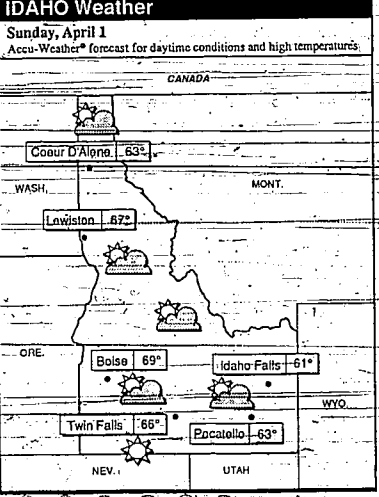 IDAHO Weather
Sunday, April 1
Accu-Weather® forecast for daytime conditions and high temperatures
CANADA
Coeur D'Alene 63°
WASH.
MONT.
Lewiston 67°
ORE.
Boise 69°
Idaho Falls 61°
WYO.
Twin Falls 66°
Pocatello 63°
NEV.
UTAH